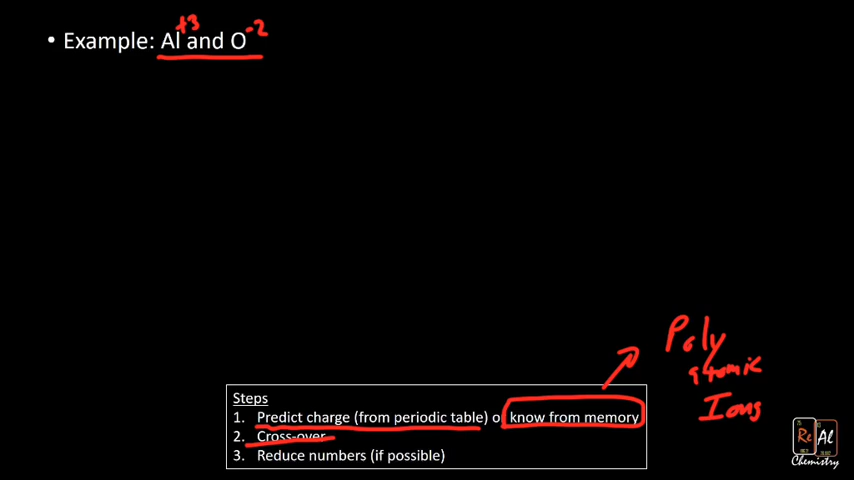 +3 -2
• Example: Al and O
Poly
atomic
Ions
Steps
1. Predict charge (from periodic table) or know from memory
2. Cross-over
3. Reduce numbers (if possible)
Re Al
Chemistry